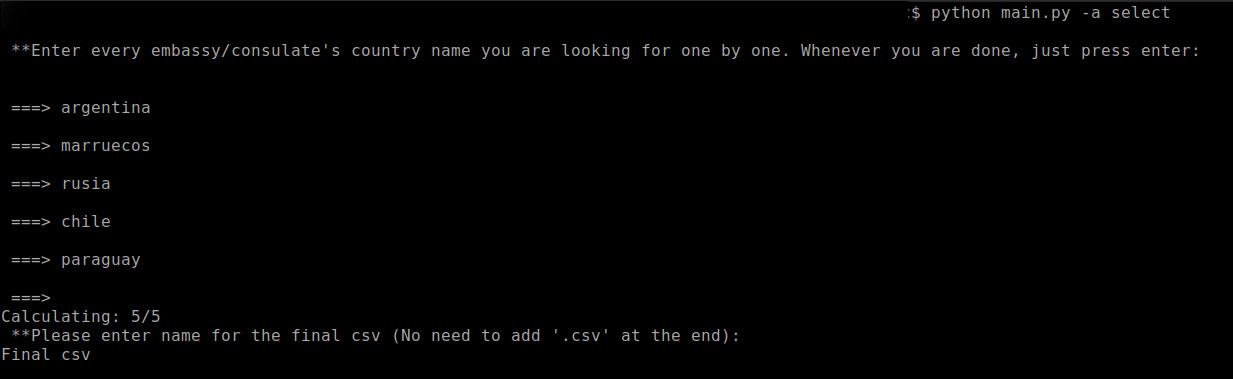 :$ python main.py -a select
**Enter every embassy/consulate's country name you are looking for one by one. Whenever you are done, just press enter:
===> argentina
===> marruecos
===> rusia
===> chile
===> paraguay
===>
Calculating: 5/5
**Please enter name for the final csv (No need to add '.csv' at the end):
Final csv